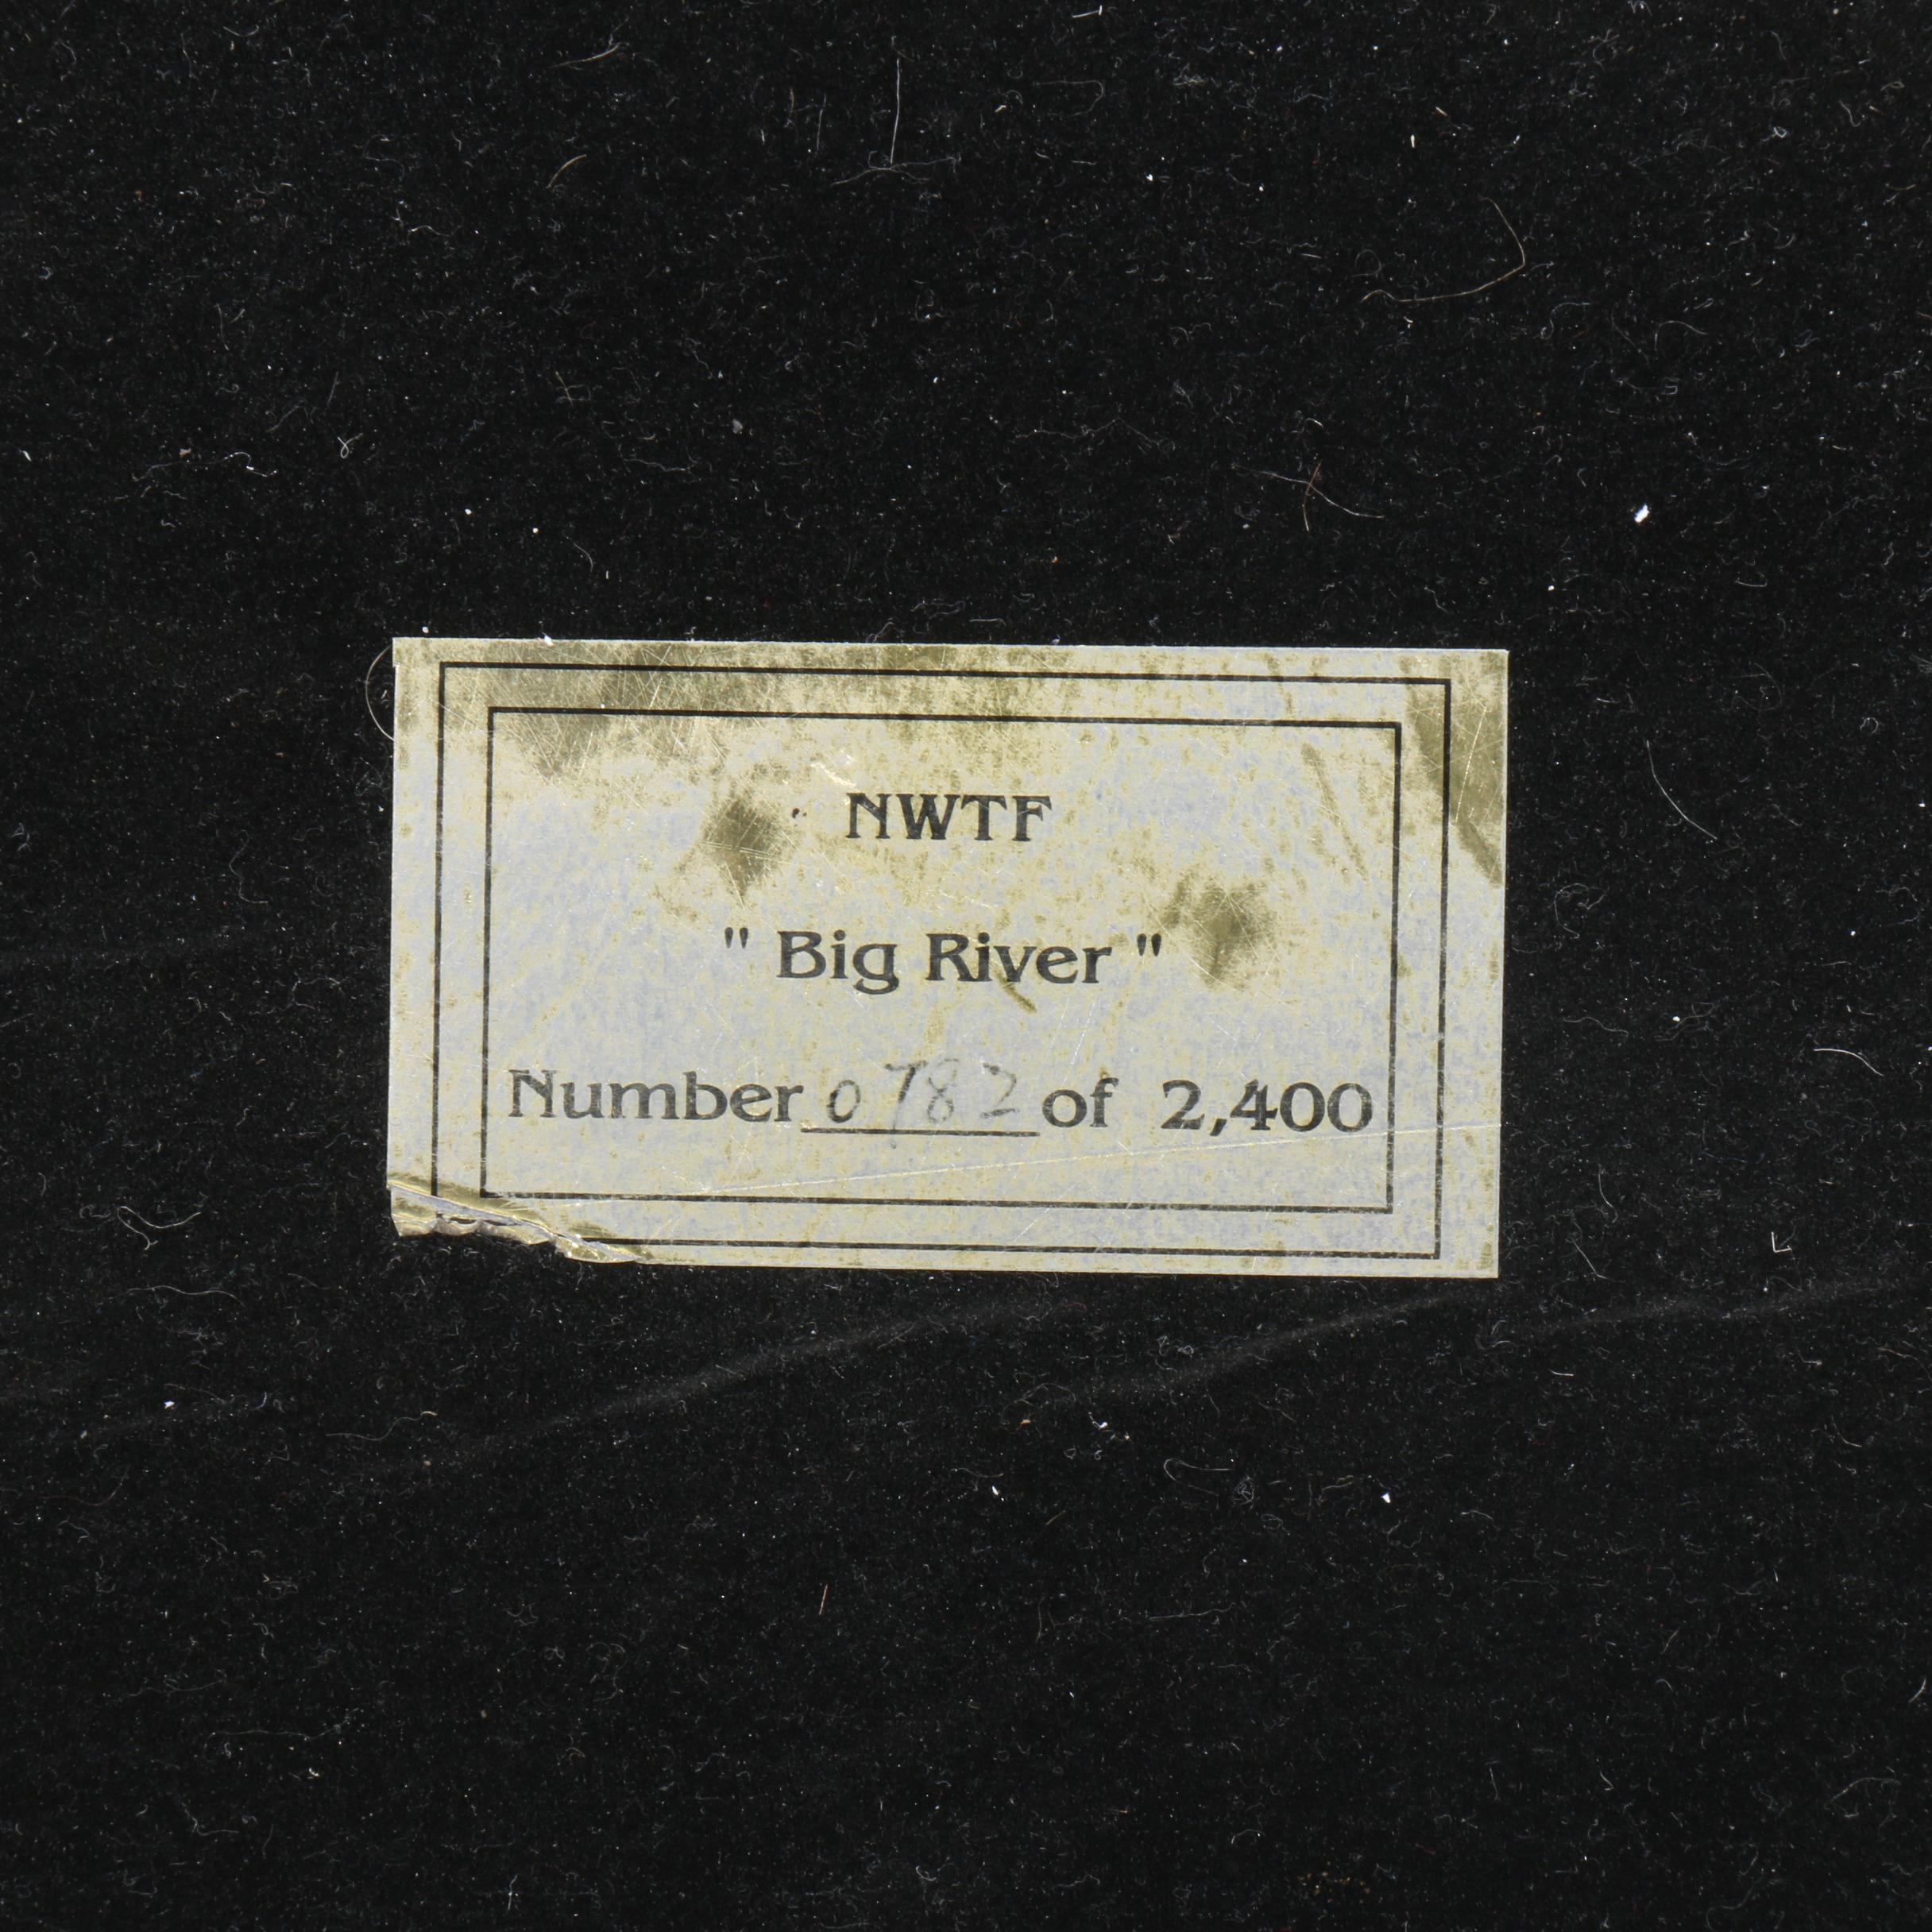 NWTF
" Big River "
Number 0782 of 2,400